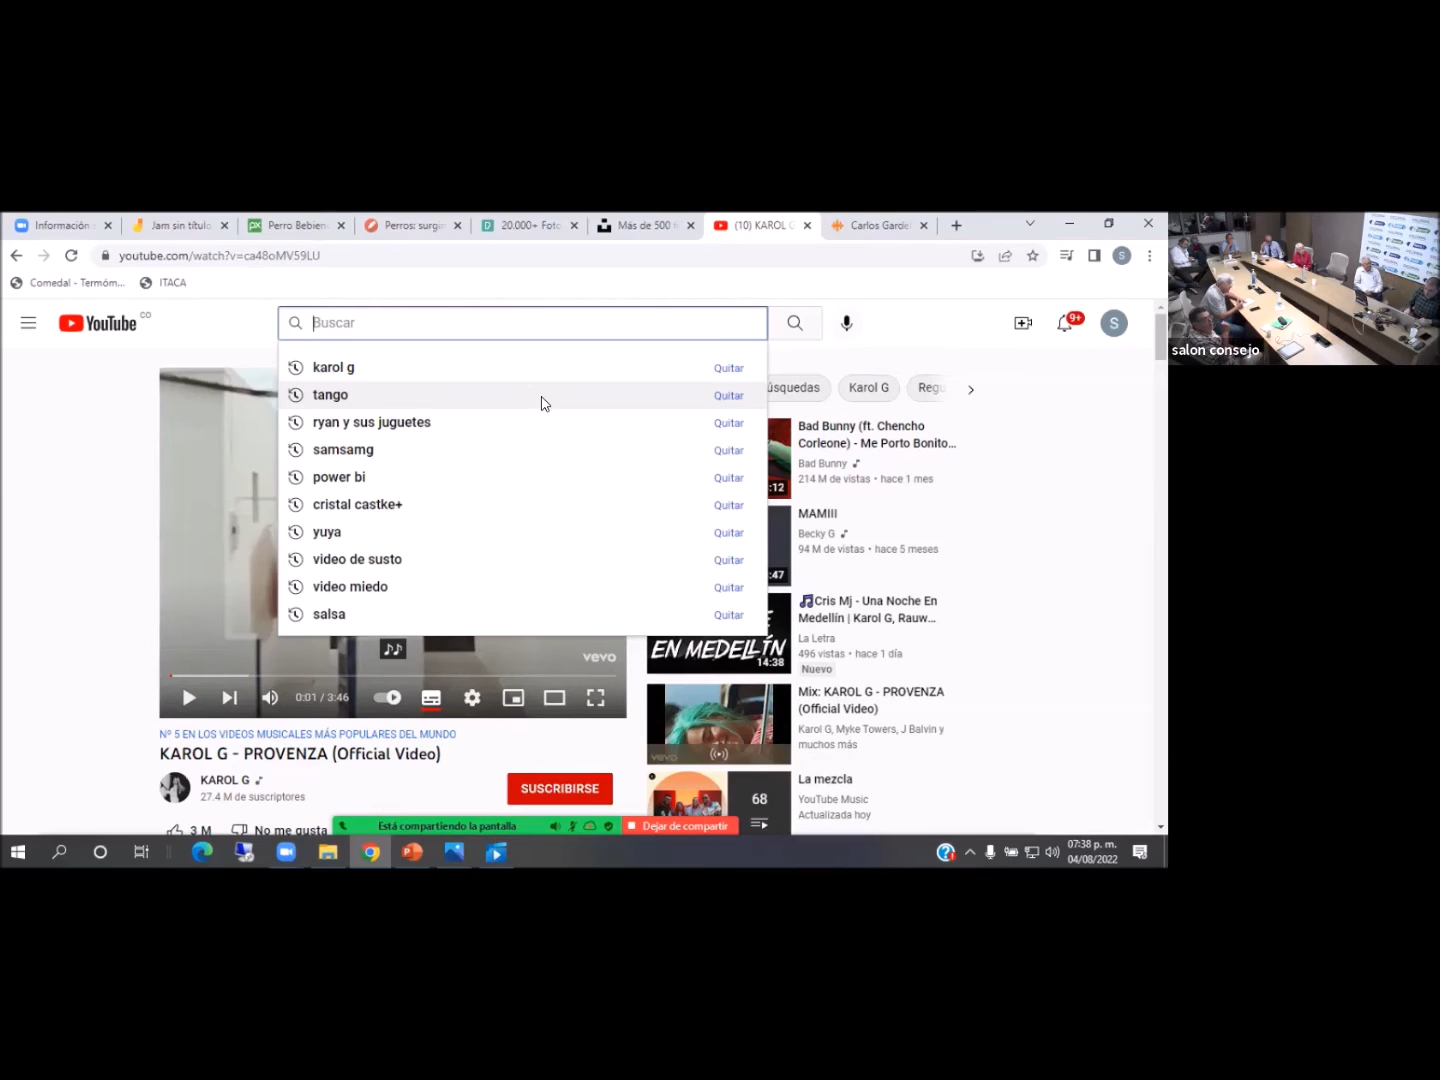 Información
Jam sin título
Perro Bebien
Perros: surgir
20.000+ Foto
Más de 500 f
(10) KAROL G
Carlos Gardel
youtube.com/watch?v=ca48oMV59LU
S
Comedal - Termóm...
ITACA
YouTube CO
Buscar
9+
S
karol g Quitar
tango Quitar
ryan y sus juguetes Quitar
samsamg Quitar
power bi Quitar
cristal castke+ Quitar
yuya Quitar
video de susto Quitar
video miedo Quitar
salsa Quitar
úsquedas
Karol G
Regu
Bad Bunny (ft. Chencho
Corleone) - Me Porto Bonito...
Bad Bunny
214 M de vistas • hace 1 mes
:12
MAMIII
Becky G
94 M de vistas • hace 5 meses
:47
Cris Mj - Una Noche En
Medellín | Karol G, Rauw...
La Letra
496 vistas • hace 1 día
Nuevo
EN MEDELLÍN
14:38
Mix: KAROL G - PROVENZA
(Official Video)
Karol G, Myke Towers, J Balvin y
muchos más
vevo
La mezcla
YouTube Music
Actualizada hoy
68
vevo
0:01 / 3:46
Nº 5 EN LOS VIDEOS MUSICALES MÁS POPULARES DEL MUNDO
KAROL G - PROVENZA (Official Video)
KAROL G
27.4 M de suscriptores
SUSCRIBIRSE
3 M
No me gusta
Está compartiendo la pantalla
Dejar de compartir
07:38 p. m.
04/08/2022
salon consejo